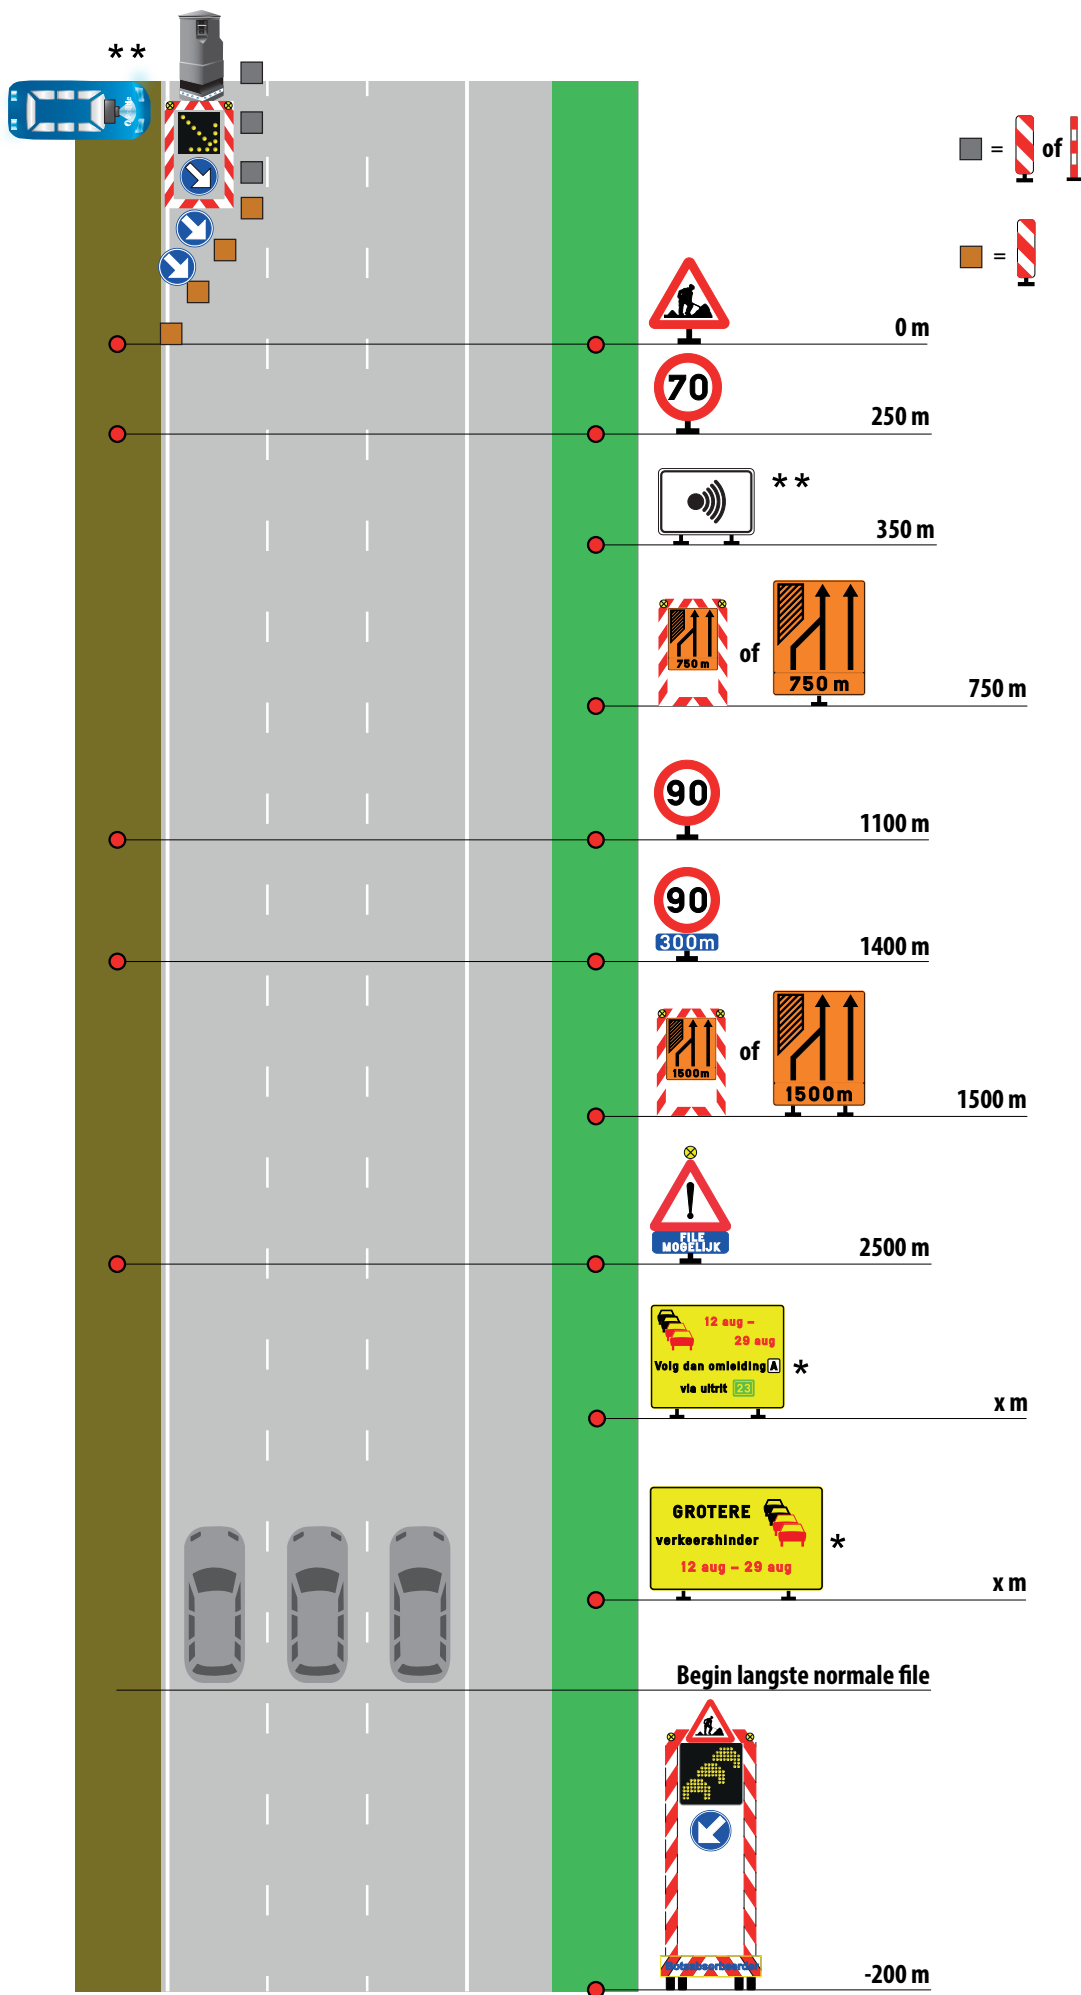 **
= of
=
0 m
70
250 m
**
350 m
750 m
of
750 m
750 m
90
1100 m
90
300m
1400 m
1500m
of
1500m
1500 m
!
FILE
MOGELIJK
2500 m
12 aug –
29 aug
Volg dan omleiding A
via uitrit 23
*
x m
GROTERE
verkeershinder
12 aug – 29 aug
*
x m
Begin langste normale file
Botsabsorbeerder
-200 m